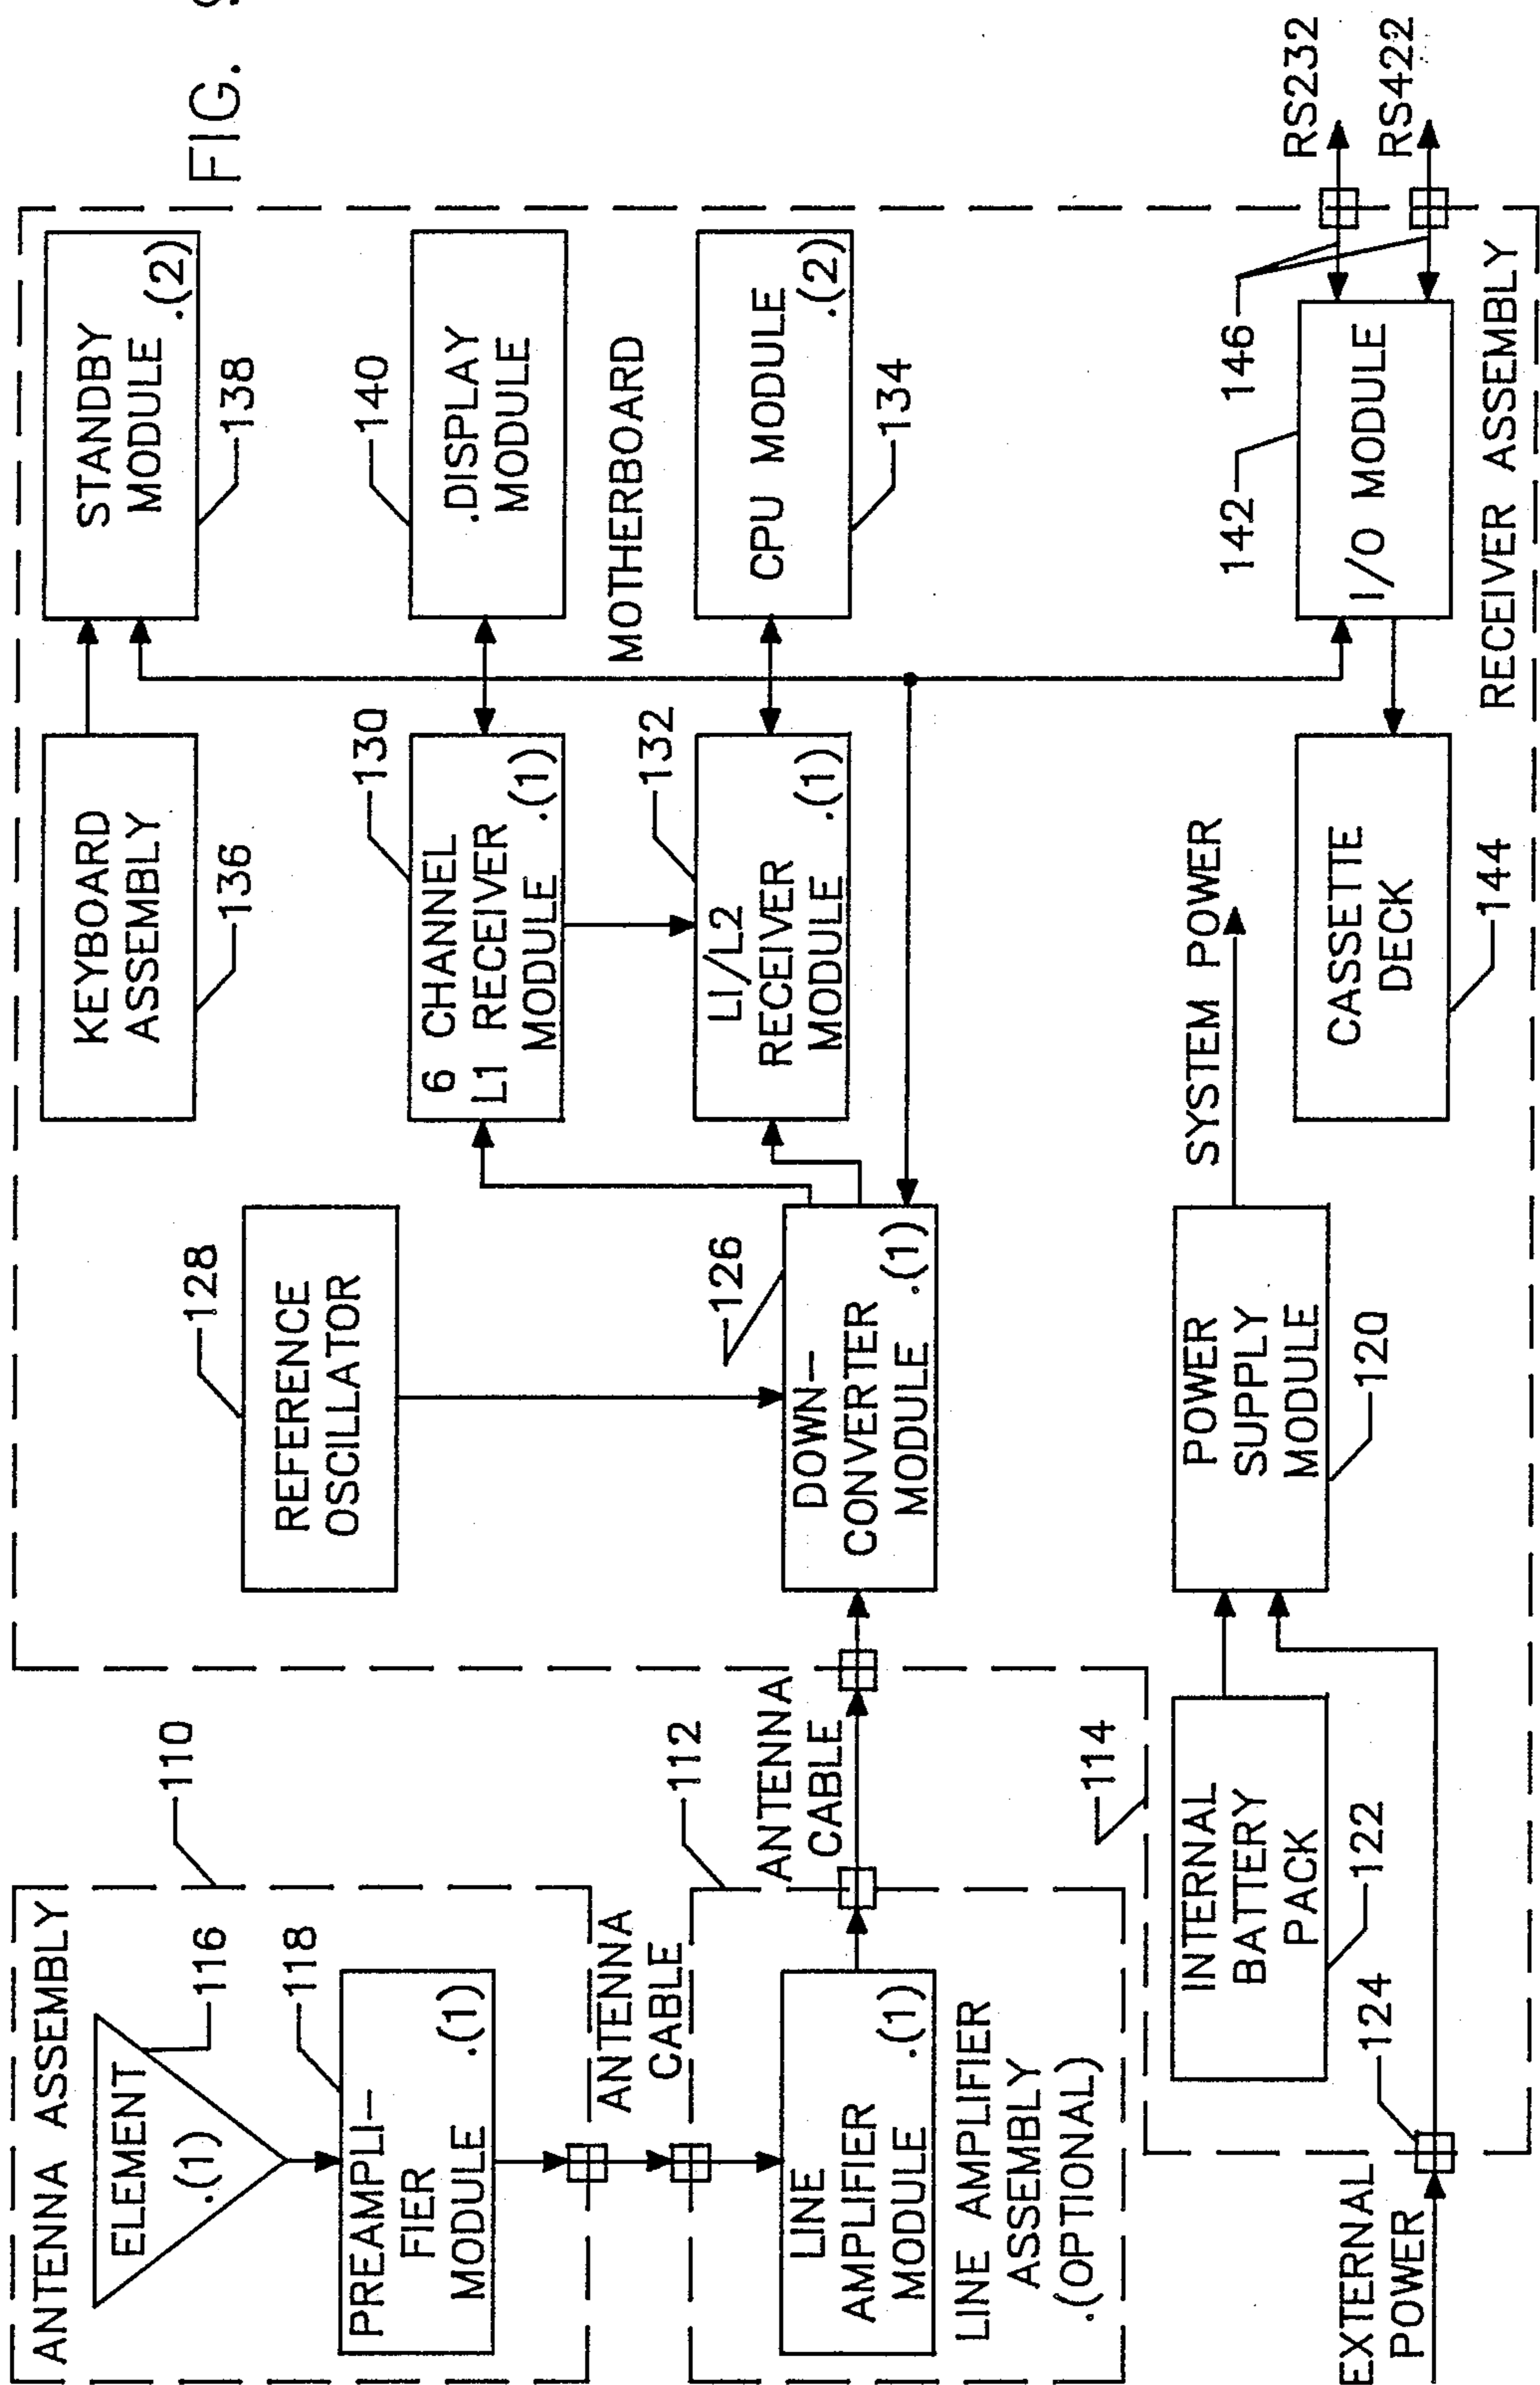 FIG.
ANTENNA ASSEMBLY
110
ELEMENT
.(1)
116
118
PREAMPLI-
FIER
MODULE
.(1)
ANTENNA
CABLE
112
LINE
AMPLIFIER
MODULE
.(1)
LINE AMPLIFIER
ASSEMBLY
.(OPTIONAL)
ANTENNA
CABLE
114
EXTERNAL
POWER
124
INTERNAL
BATTERY
PACK
122
128
REFERENCE
OSCILLATOR
126
DOWN-
CONVERTER
MODULE
.(1)
POWER
SUPPLY
MODULE
120
SYSTEM POWER
KEYBOARD
ASSEMBLY
136
130
6 CHANNEL
L1 RECEIVER
MODULE
.(1)
132
LI/L2
RECEIVER
MODULE
.(1)
CASSETTE
DECK
144
STANDBY
MODULE
.(2)
138
140
.DISPLAY
MODULE
MOTHERBOARD
CPU MODULE
.(2)
134
142
146
I/O MODULE
RECEIVER ASSEMBLY
RS232
RS422